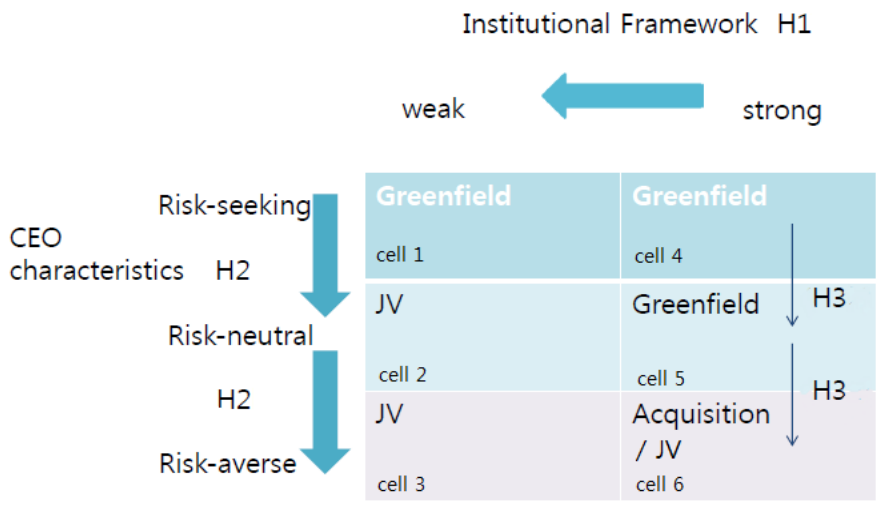 Institutional Framework H1
weak
strong
Risk-seeking
Greenfield
Greenfield
CEO
characteristics H2
cell 1
cell 4
JV
Greenfield
H3
Risk-neutral
cell 2
cell 5
H2
JV
Acquisition
/ JV
H3
Risk-averse
cell 3
cell 6